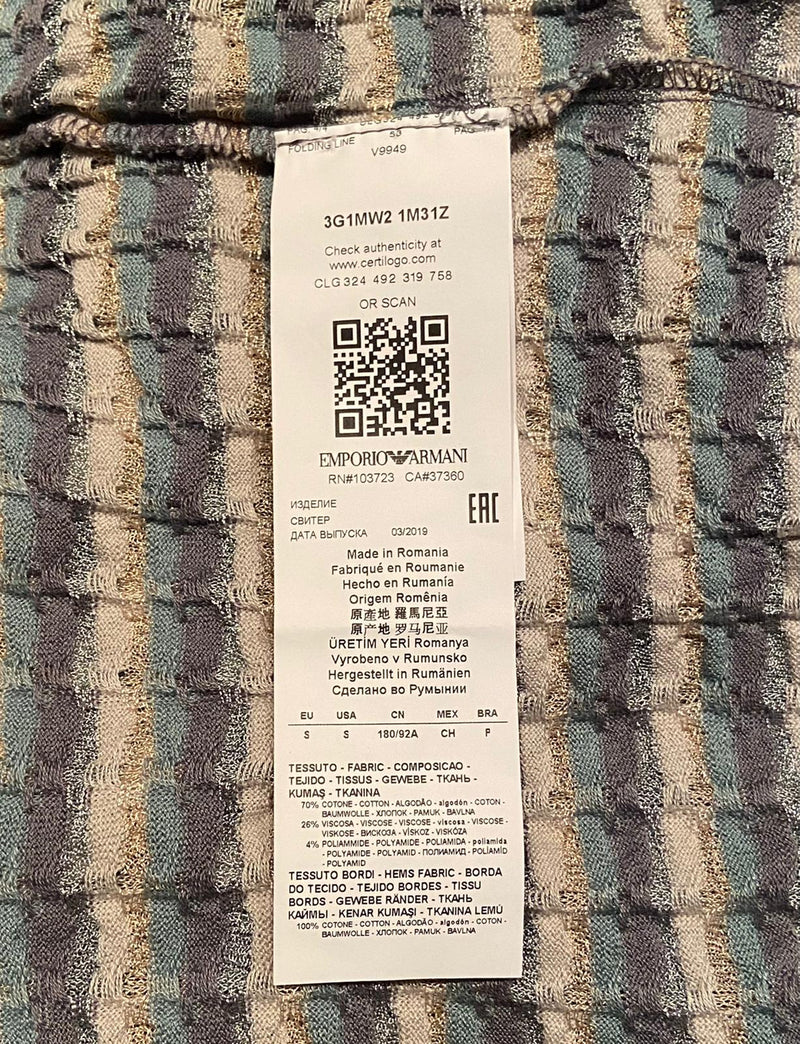 FOLDING LINE
53
V9949
3G1MW2 1M31Z
Check authenticity at
www.certilogo.com
CLG 324 492 319 758
OR SCAN
EMPORIO ARMANI
RN#103723 CA#37360
ИЗДЕЛИЕ
СВИТЕР
ДАТА ВЫПУСКА 03/2019
EAC
Made in Romania
Fabriqué en Roumanie
Hecho en Rumanía
Origem Romênia
原產地 羅馬尼亞
原产地 罗马尼亚
ÜRETİM YERİ Romanya
Vyrobeno v Rumunsko
Hergestellt in Rumänien
Сделано во Румынии
EU USA CN MEX BRA
S S 180/92A CH P
TESSUTO - FABRIC - COMPOSICAO -
TEJIDO - TISSUS - GEWEBE - ТКАНЬ -
KUMAŞ - TKANINA
70% COTONE - COTTON - ALGODÃO - algodón - COTON -
BAUMWOLLE - ХЛОПОК - PAMUK - BAVLNA
26% VISCOSA - VISCOSE - VISCOSE - viscosa - VISCOSE -
VISKOSE - ВИСКОЗА - VİSKOZ - VISKÓZA
4% POLIAMMIDE - POLYAMIDE - POLIAMIDA - poliamida
- POLYAMIDE - POLYAMID - ПОЛИАМИД - POLİAMİD
- POLYAMID
TESSUTO BORDI - HEMS FABRIC - BORDA
DO TECIDO - TEJIDO BORDES - TISSU
BORDS - GEWEBE RÄNDER - ТКАНЬ
КАЙМЫ - KENAR KUMAŞI - TKANINA LEMÚ
100% COTONE - COTTON - ALGODÃO - algodón - COTON -
BAUMWOLLE - ХЛОПОК - PAMUK - BAVLNA